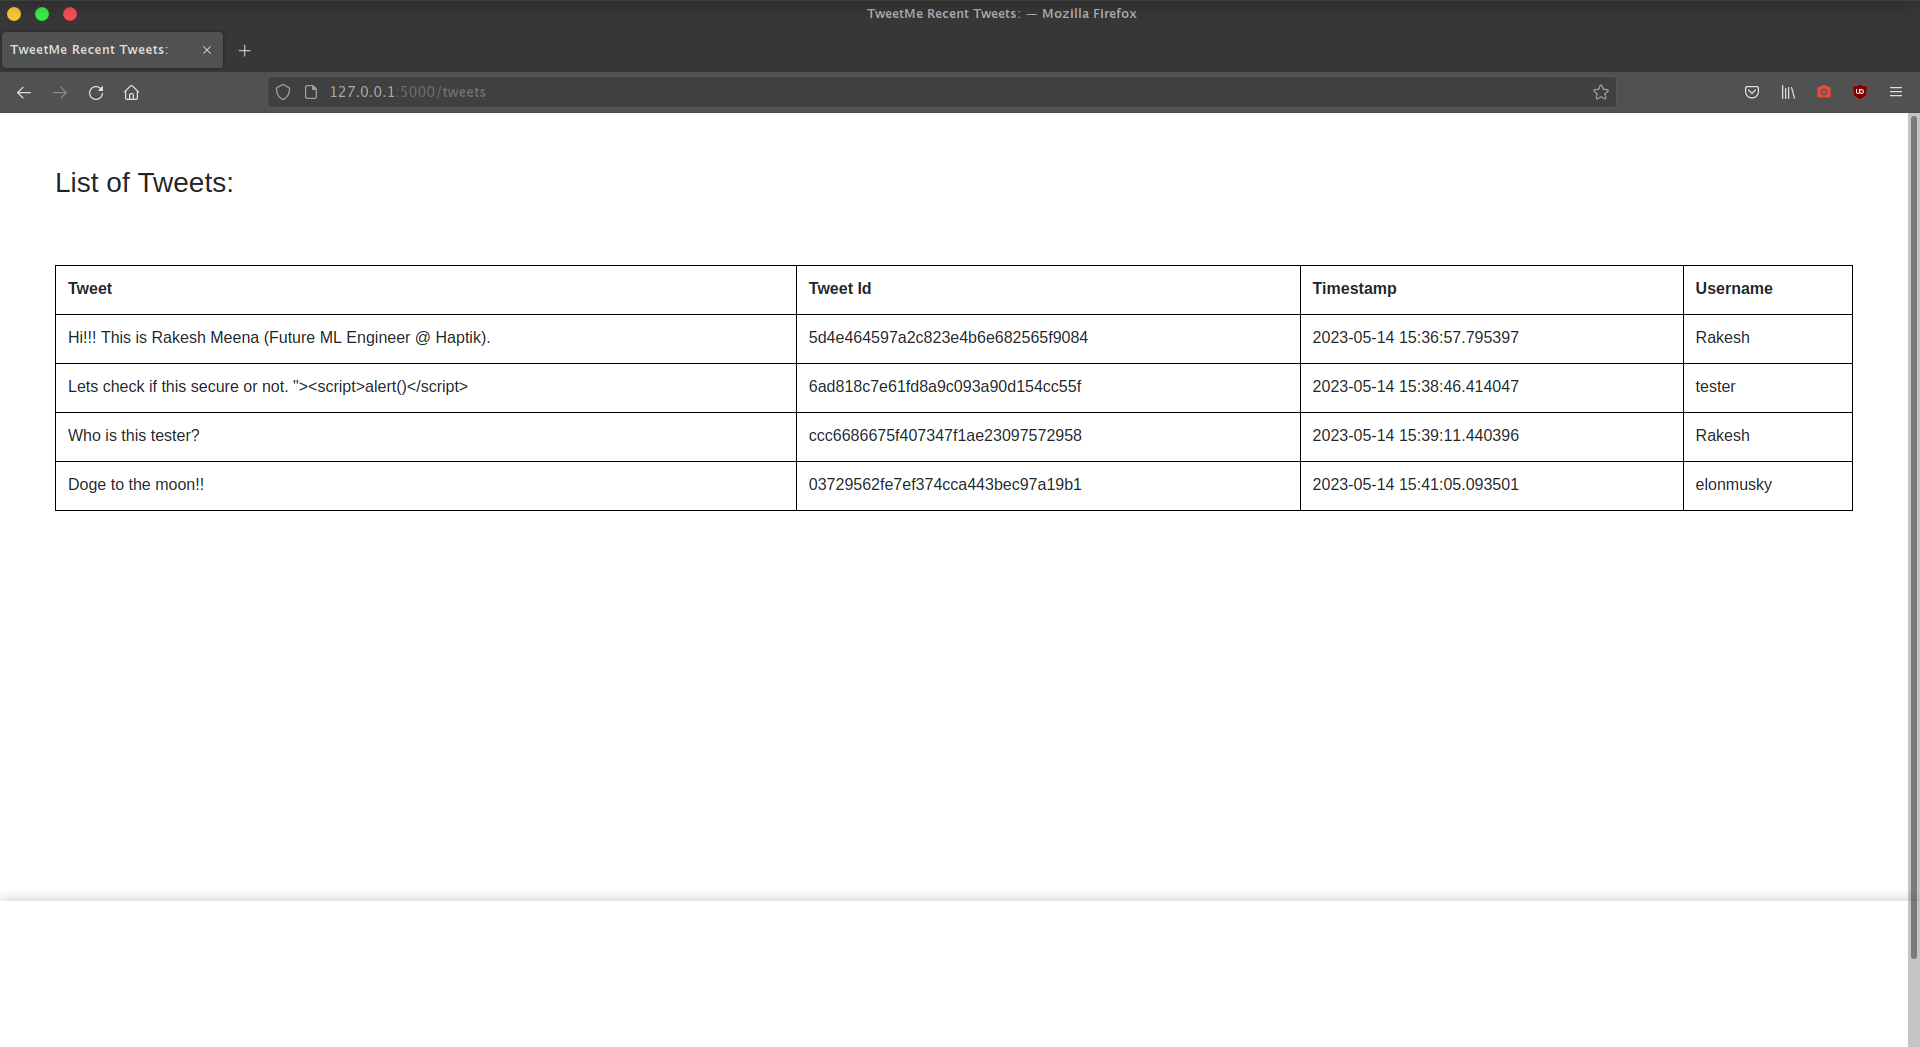 TweetMe Recent Tweets: — Mozilla Firefox
TweetMe Recent Tweets:
127.0.0.1:5000/tweets
List of Tweets:
Tweet Tweet Id Timestamp Username
Hi!!! This is Rakesh Meena (Future ML Engineer @ Haptik). 5d4e464597a2c823e4b6e682565f9084 2023-05-14 15:36:57.795397 Rakesh
Lets check if this secure or not. "><script>alert()</script> 6ad818c7e61fd8a9c093a90d154cc55f 2023-05-14 15:38:46.414047 tester
Who is this tester? ccc6686675f407347f1ae23097572958 2023-05-14 15:39:11.440396 Rakesh
Doge to the moon!! 03729562fe7ef374cca443bec97a19b1 2023-05-14 15:41:05.093501 elonmusky